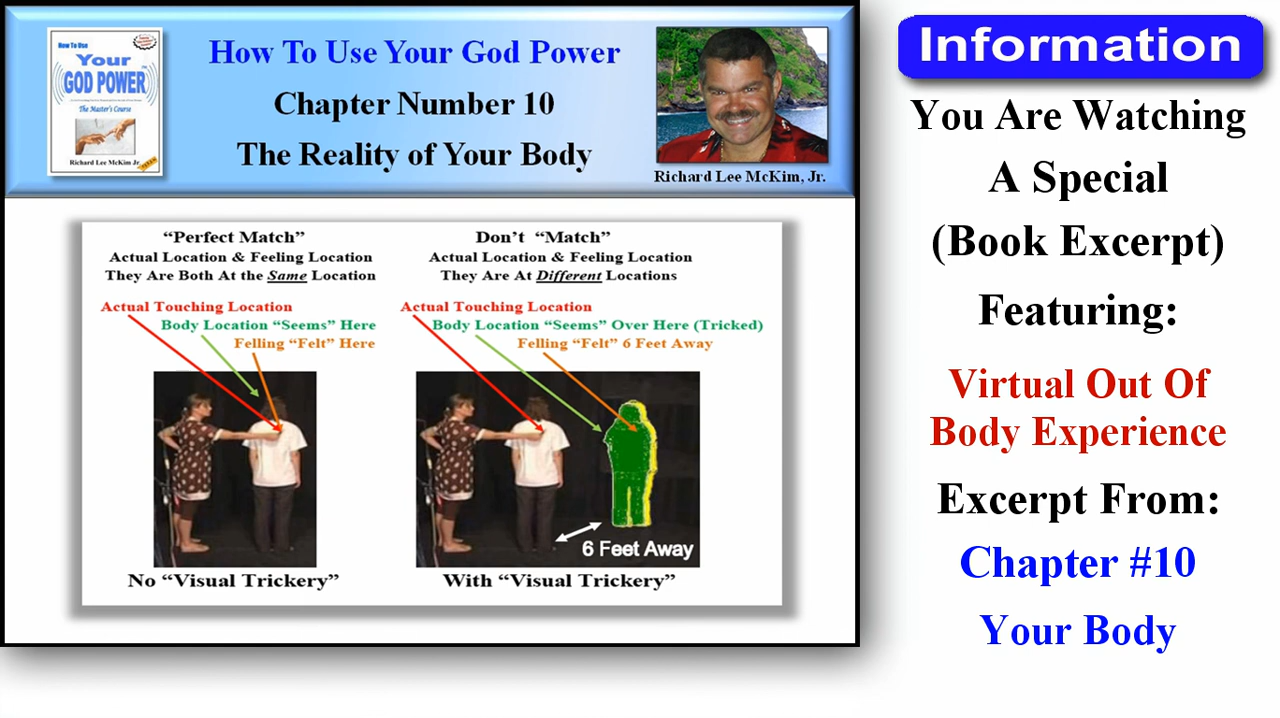 How To Use
Your
GOD POWER
™
The Master's Course
Richard Lee McKim Jr.
How To Use Your God Power
Chapter Number 10
The Reality of Your Body
Richard Lee McKim, Jr.
“Perfect Match”
Actual Location & Feeling Location
They Are Both At the Same Location
Actual Touching Location
Body Location “Seems” Here
Felling “Felt” Here
No “Visual Trickery”
Don’t “Match”
Actual Location & Feeling Location
They Are At Different Locations
Actual Touching Location
Body Location “Seems” Over Here (Tricked)
Felling “Felt” 6 Feet Away
6 Feet Away
With “Visual Trickery”
Information
You Are Watching
A Special
(Book Excerpt)
Featuring:
Virtual Out Of
Body Experience
Excerpt From:
Chapter #10
Your Body